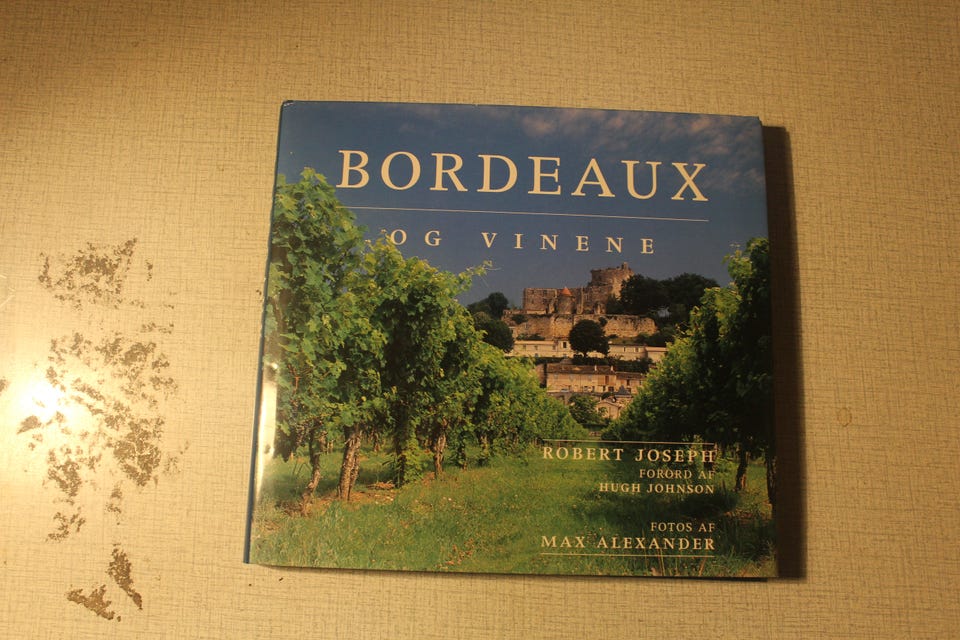 BORDEAUX
OG VINENE
ROBERT JOSEPH
FORORD AF
HUGH JOHNSON
FOTOS AF
MAX ALEXANDER